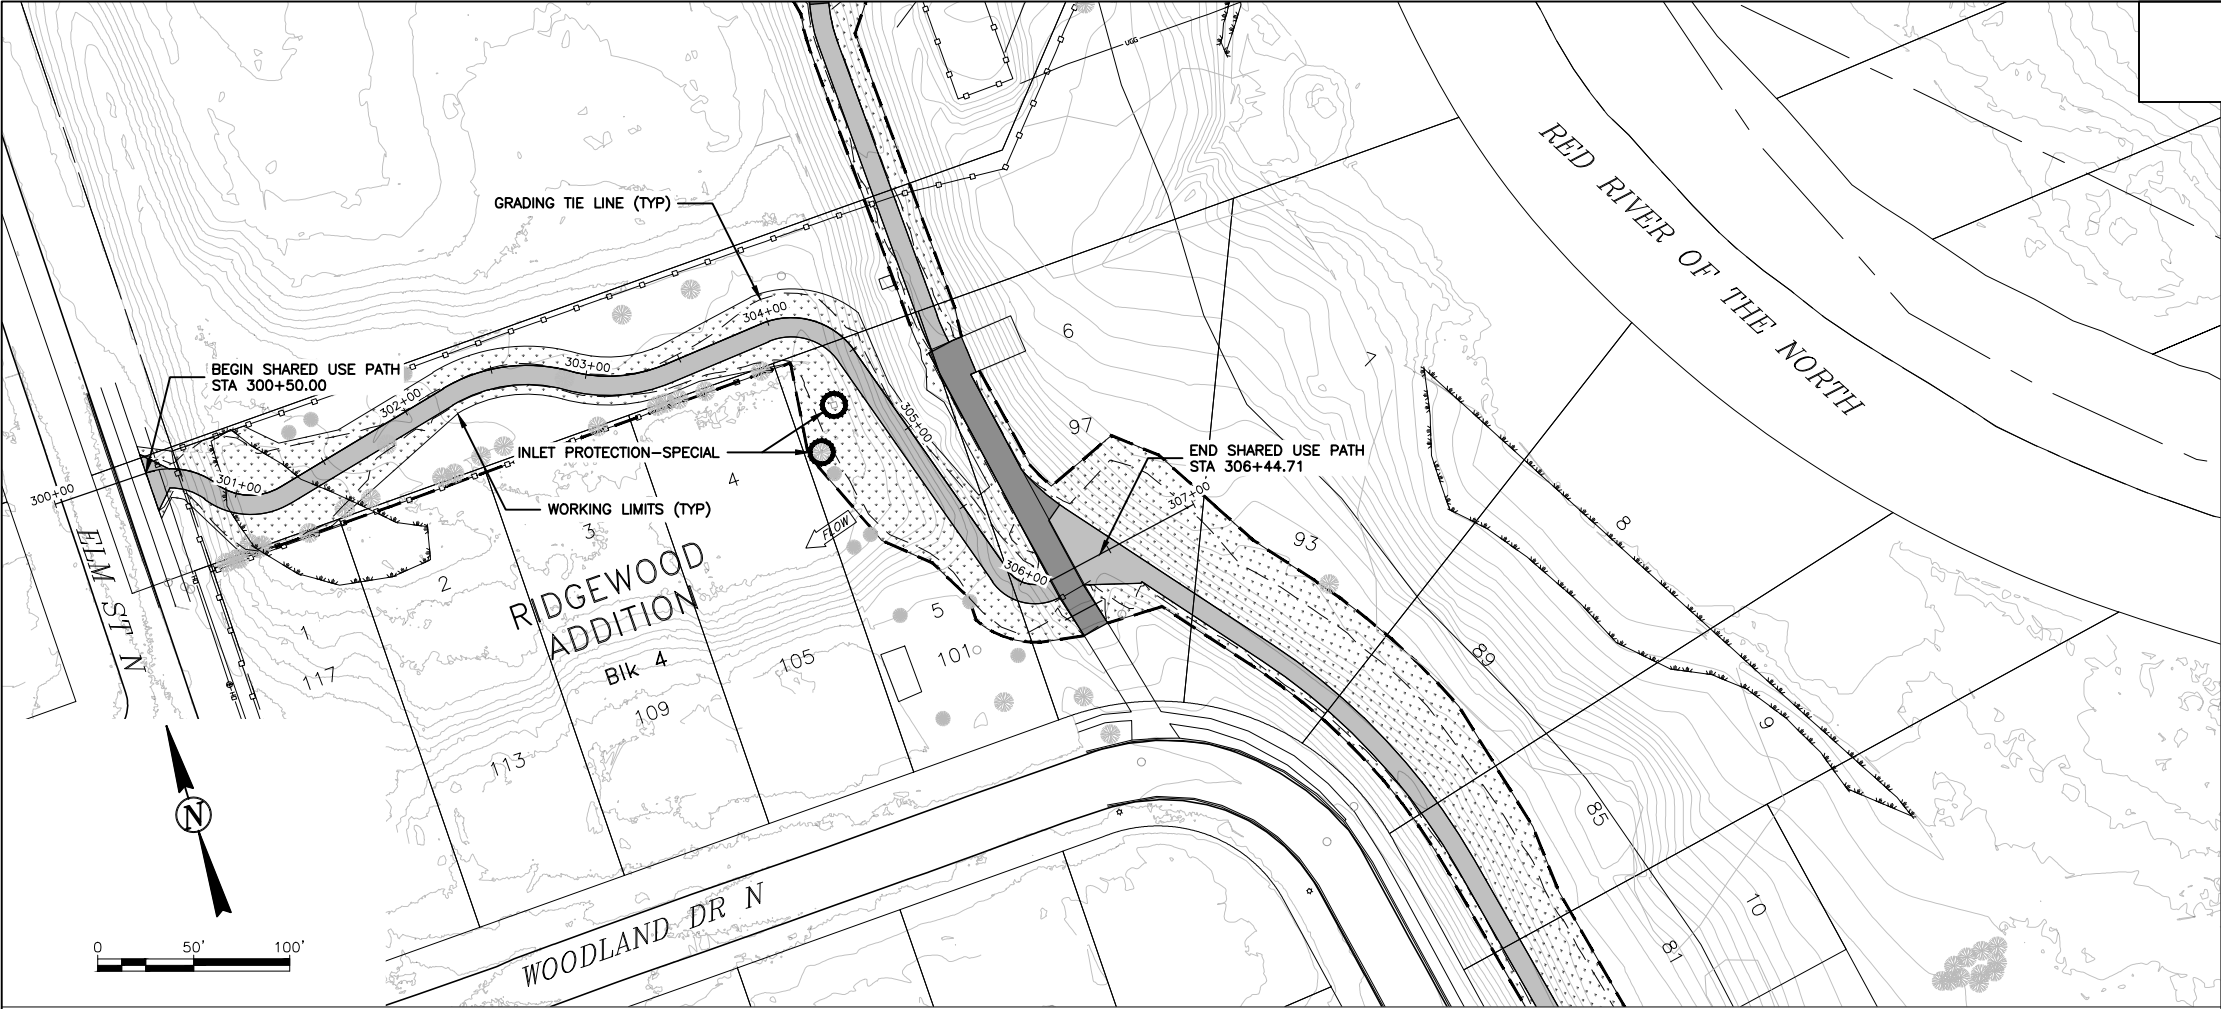 UGG
RED RIVER OF THE NORTH
GRADING TIE LINE (TYP)
304+00
6
7
303+00
BEGIN SHARED USE PATH
STA 300+50.00
302+00
305+00
97
INLET PROTECTION-SPECIAL
END SHARED USE PATH
STA 306+44.71
4
301+00
300+00
307+00
WORKING LIMITS (TYP)
FLOW
3
8
93
ELM ST N
306+00
2
RIDGEWOOD
ADDITION
Blk 4
5
1
101
89
105
117
109
9
113
N
85
10
WOODLAND DR N
81
0 50' 100'